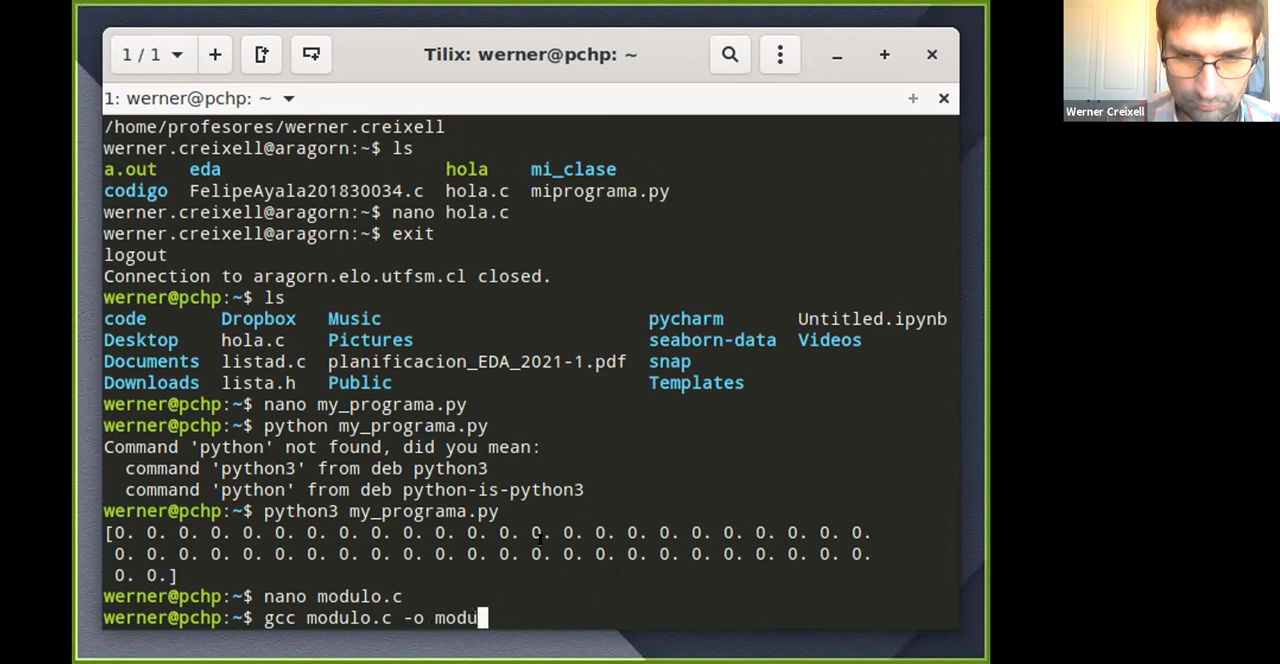 1 / 1
Tilix: werner@pchp: ~
1: werner@pchp: ~
/home/profesores/werner.creixell
werner.creixell@aragorn:~$ ls
a.out eda hola mi_clase
codigo FelipeAyala201830034.c hola.c miprograma.py
werner.creixell@aragorn:~$ nano hola.c
werner.creixell@aragorn:~$ exit
logout
Connection to aragorn.elo.utfsm.cl closed.
werner@pchp:~$ ls
code Dropbox Music pycharm Untitled.ipynb
Desktop hola.c Pictures seaborn-data Videos
Documents listad.c planificacion_EDA_2021-1.pdf snap
Downloads lista.h Public Templates
werner@pchp:~$ nano my_programa.py
werner@pchp:~$ python my_programa.py
Command 'python' not found, did you mean:
command 'python3' from deb python3
command 'python' from deb python-is-python3
werner@pchp:~$ python3 my_programa.py
[0. 0. 0. 0. 0. 0. 0. 0. 0. 0. 0. 0. 0. 0. 0. 0. 0. 0. 0. 0. 0. 0. 0. 0.
0. 0. 0. 0. 0. 0. 0. 0. 0. 0. 0. 0. 0. 0. 0. 0. 0. 0. 0. 0. 0. 0. 0. 0.
0. 0.]
werner@pchp:~$ nano modulo.c
werner@pchp:~$ gcc modulo.c -o modu
Werner Creixell